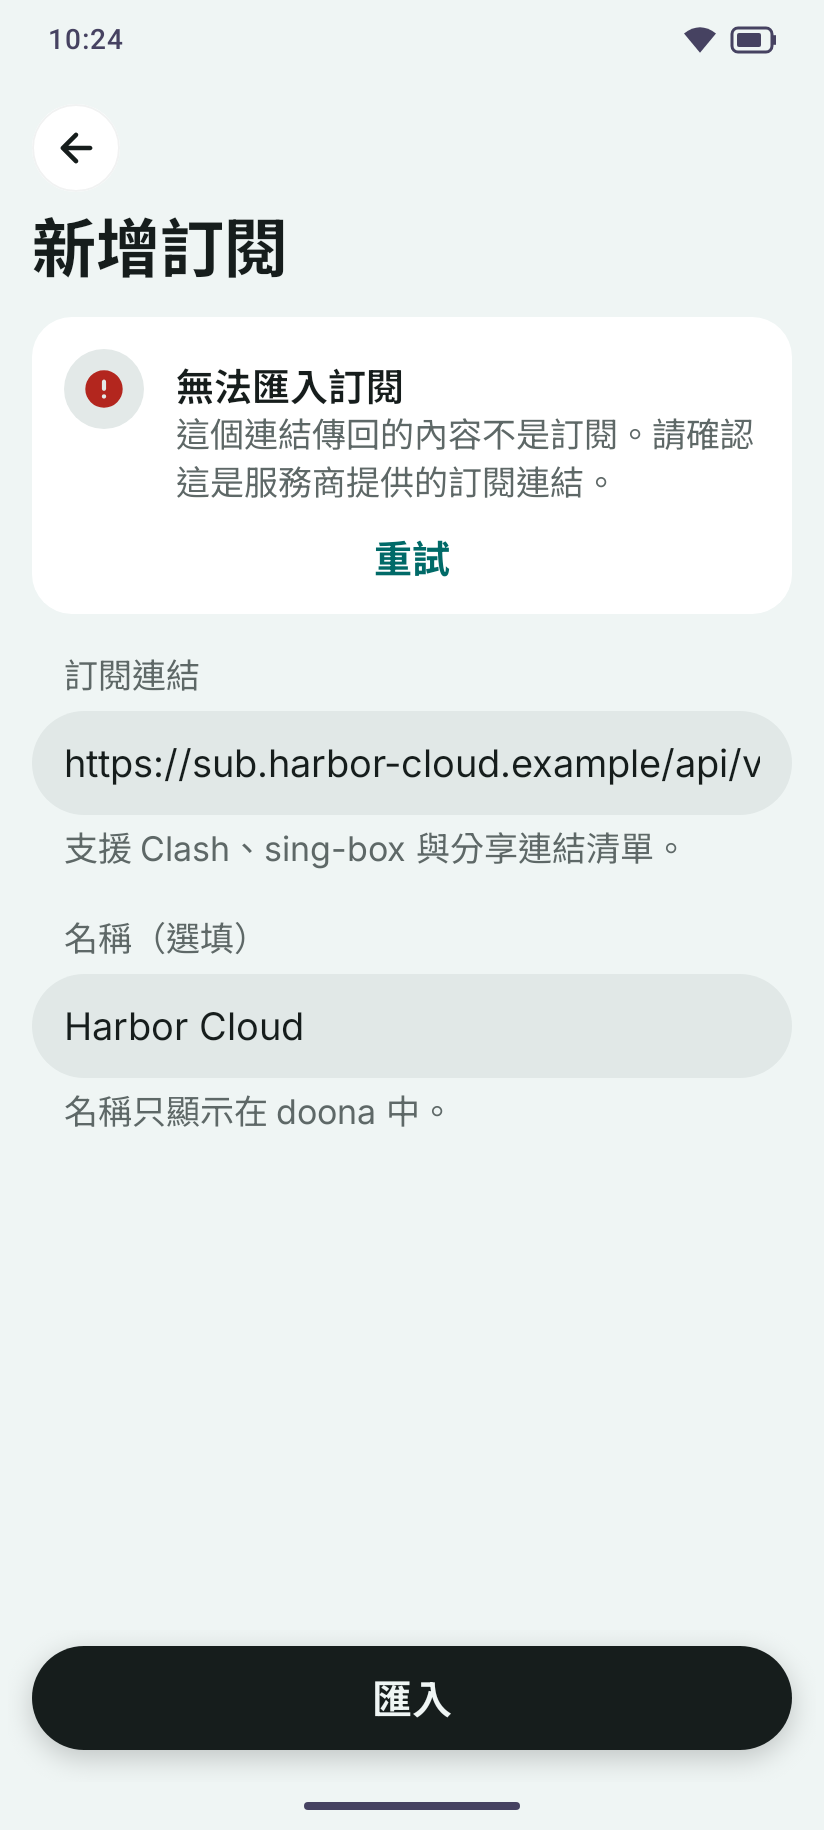 10:24
新增訂閱
無法匯入訂閱
這個連結傳回的內容不是訂閱。請確認
這是服務商提供的訂閱連結。
重試
訂閱連結
https://sub.harbor-cloud.example/api/v
支援 Clash、sing-box 與分享連結清單。
名稱（選填）
Harbor Cloud
名稱只顯示在 doona 中。
匯入